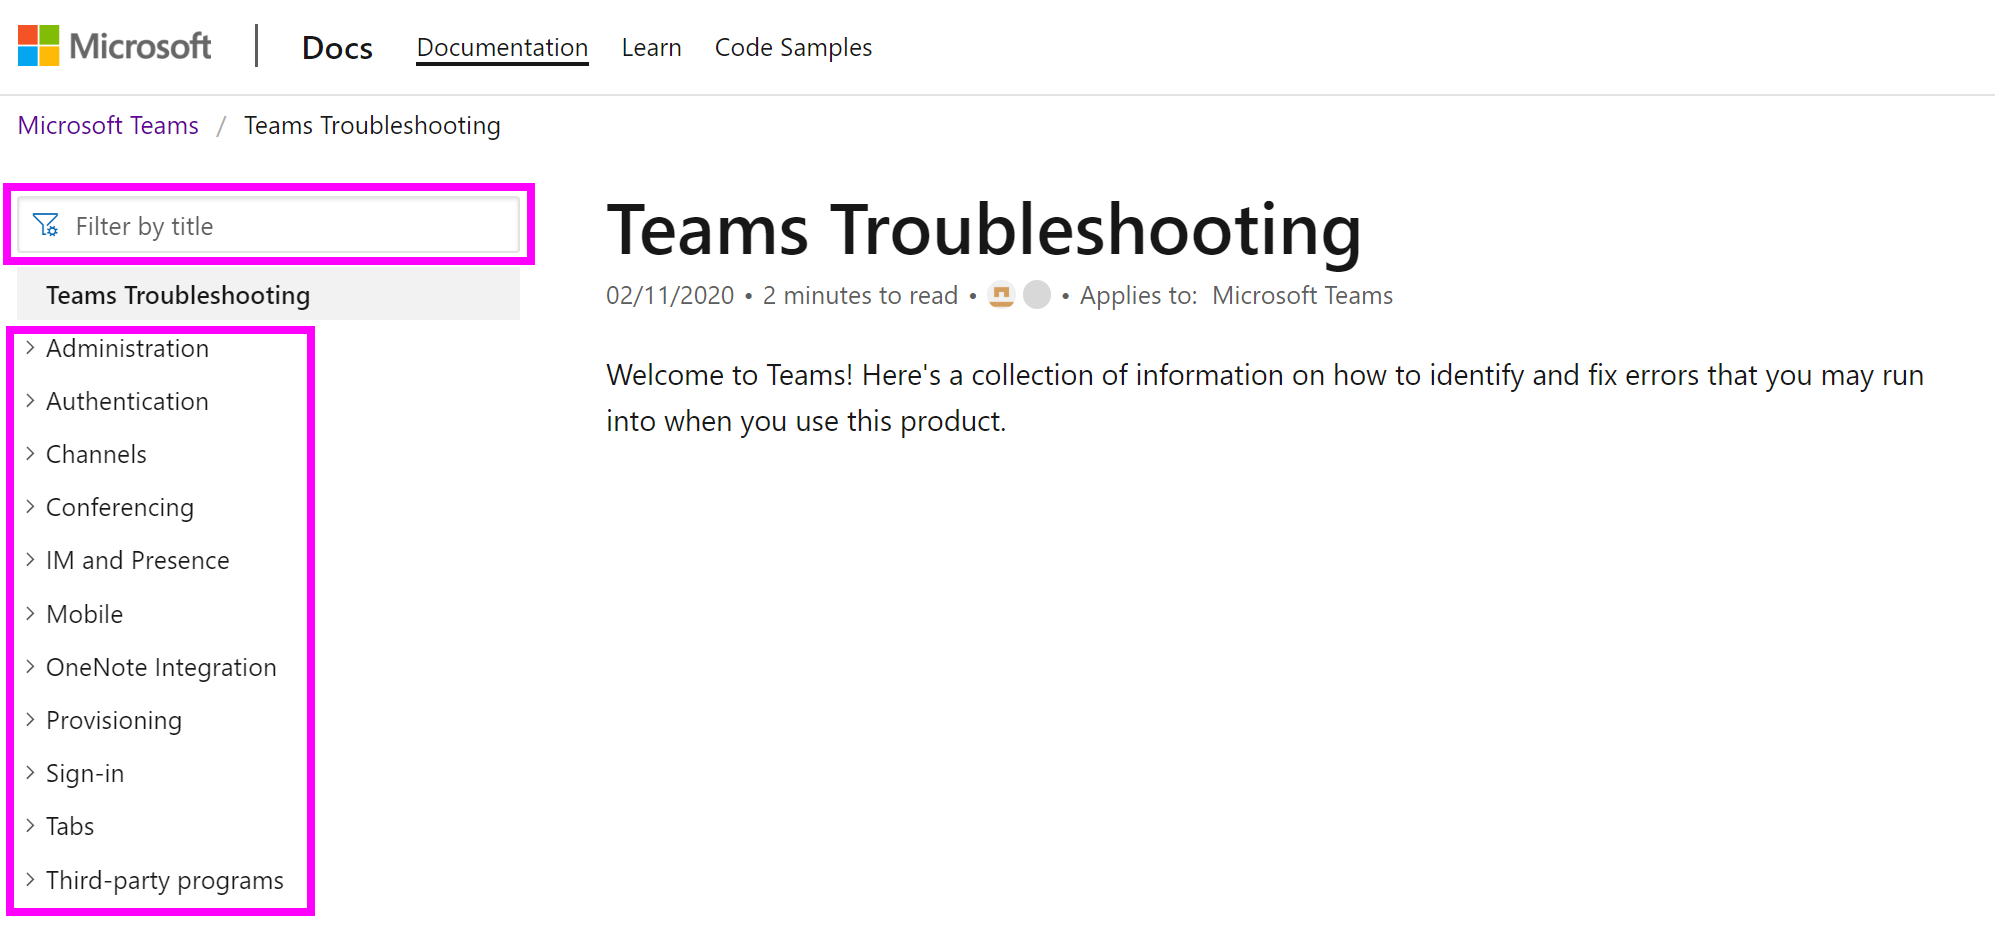 Microsoft | Docs Documentation Learn Code Samples
Microsoft Teams / Teams Troubleshooting
Filter by title
Teams Troubleshooting
Administration
Authentication
Channels
Conferencing
IM and Presence
Mobile
OneNote Integration
Provisioning
Sign-in
Tabs
Third-party programs
Teams Troubleshooting
02/11/2020 • 2 minutes to read • • Applies to: Microsoft Teams
Welcome to Teams! Here's a collection of information on how to identify and fix errors that you may run
into when you use this product.